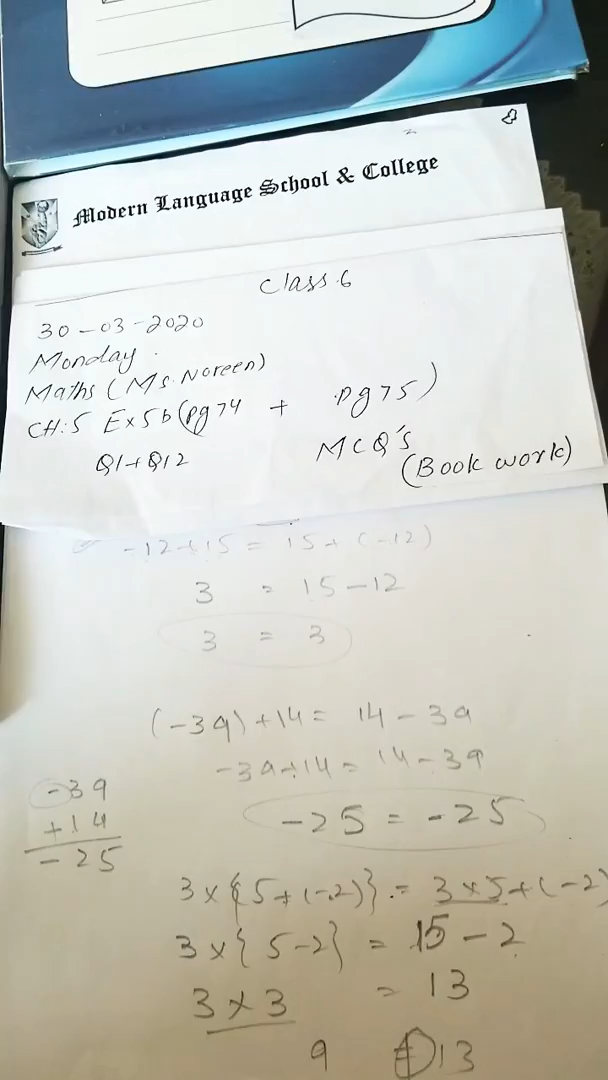 Modern Language School & College
Class 6
30-03-2020
Monday.
Maths (Ms. Noreen)
CH:5 Ex 5b (pg 74 + pg 75)
Q1 + Q12 MCQ's
(Book work)
-12+15 = 15+(-12)
3 = 15-12
3 = 3
(-39)+14 = 14-39
-39+14 = 14-39
-25 = -25
-39
+14
-25
3×{5+(-2)} = 3×5+(-2)
3×{5-2} = 15-2
3×3 = 13
9 ≠ 13